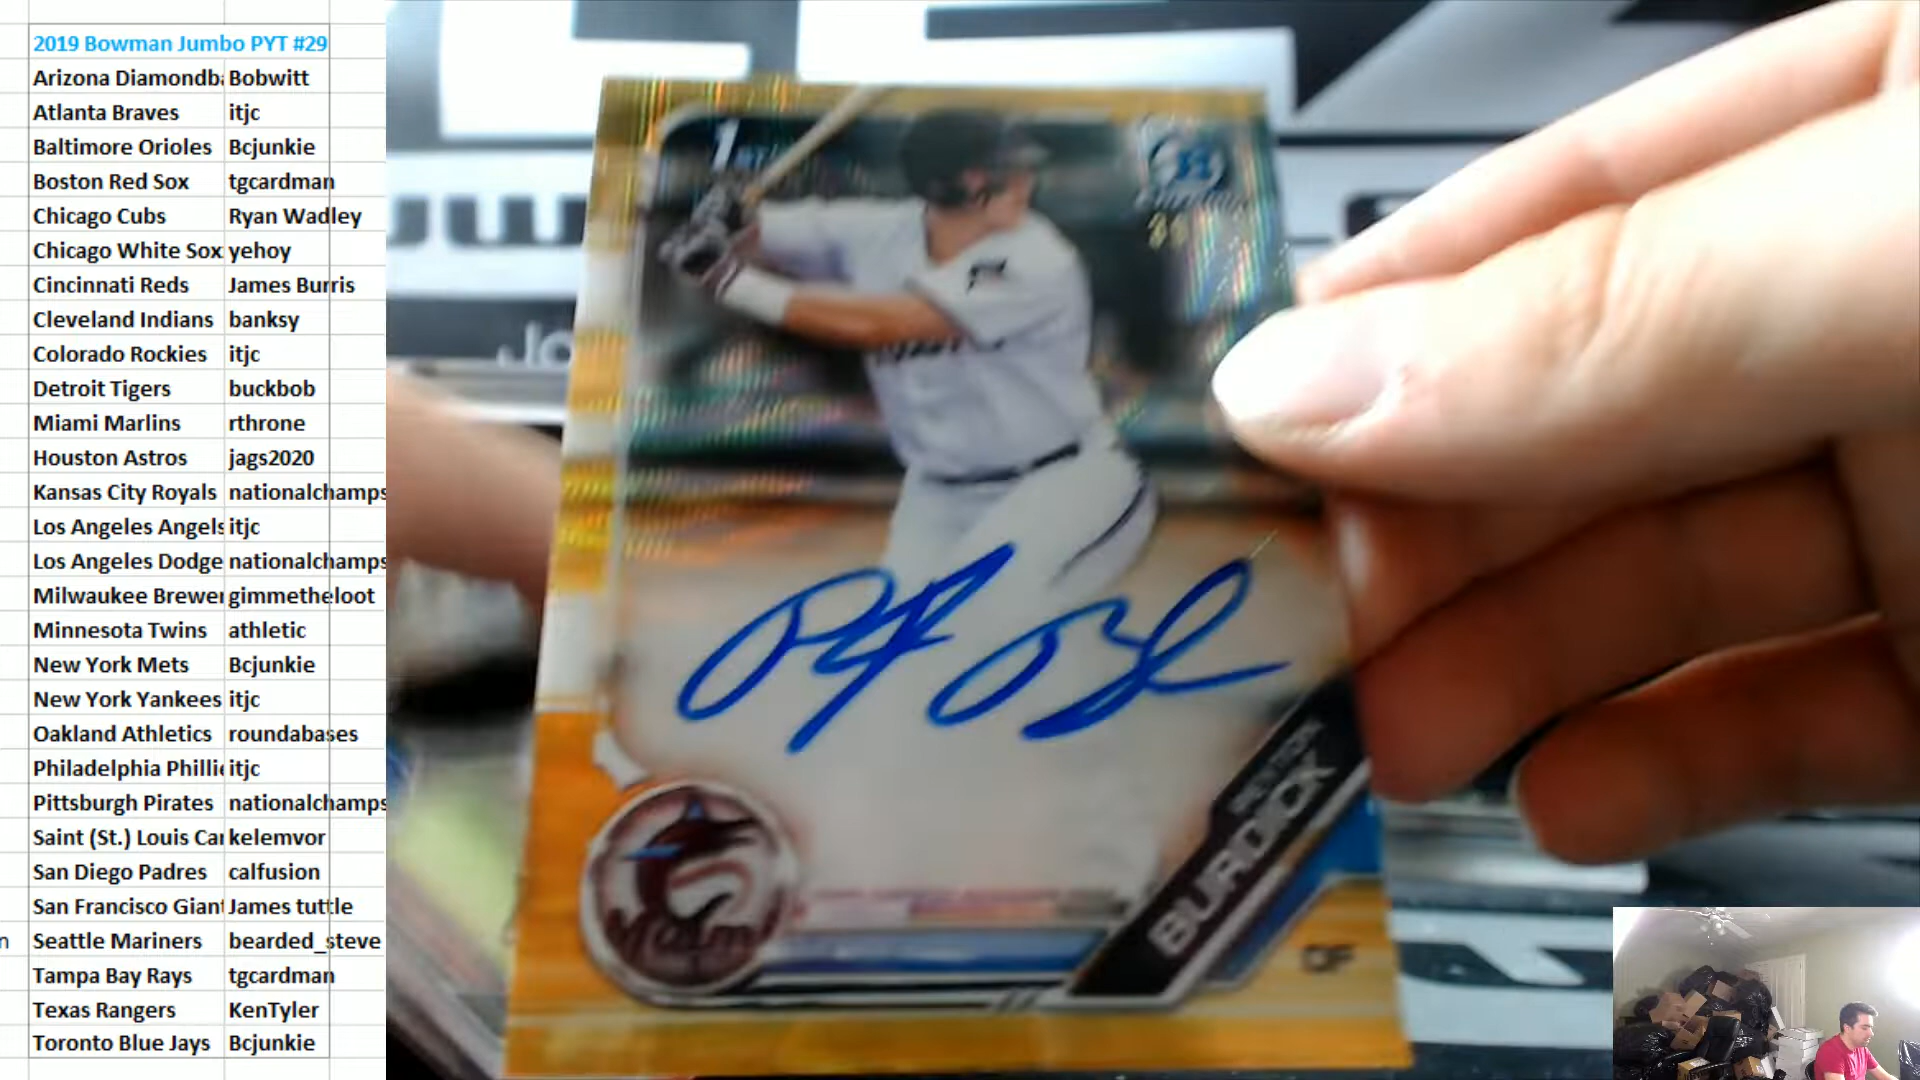 2019 Bowman Jumbo PYT #29
Arizona Diamondba Bobwitt
Atlanta Braves itjc
Baltimore Orioles Bcjunkie
Boston Red Sox tgcardman
Chicago Cubs Ryan Wadley
Chicago White Sox yehoy
Cincinnati Reds James Burris
Cleveland Indians banksy
Colorado Rockies itjc
Detroit Tigers buckbob
Miami Marlins rthrone
Houston Astros jags2020
Kansas City Royals nationalchamps
Los Angeles Angels itjc
Los Angeles Dodge nationalchamps
Milwaukee Brewer gimmetheloot
Minnesota Twins athletic
New York Mets Bcjunkie
New York Yankees itjc
Oakland Athletics roundabases
Philadelphia Phillie itjc
Pittsburgh Pirates nationalchamps
Saint (St.) Louis Car kelemvor
San Diego Padres calfusion
San Francisco Giant James tuttle
n Seattle Mariners bearded_steve
Tampa Bay Rays tgcardman
Texas Rangers KenTyler
Toronto Blue Jays Bcjunkie
1st
PEYTON
BURDICK
OF